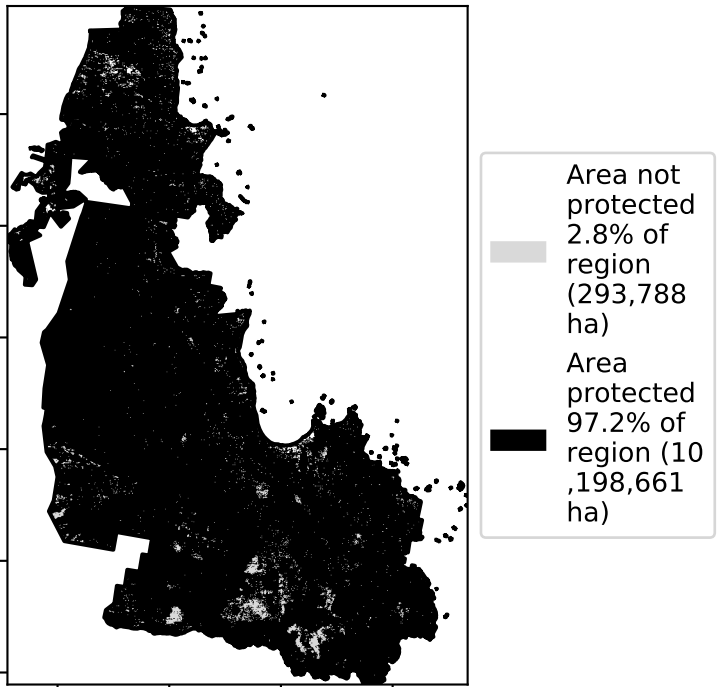 Area not
protected
2.8% of
region
(293,788
ha)
Area
protected
97.2% of
region (10
,198,661
ha)